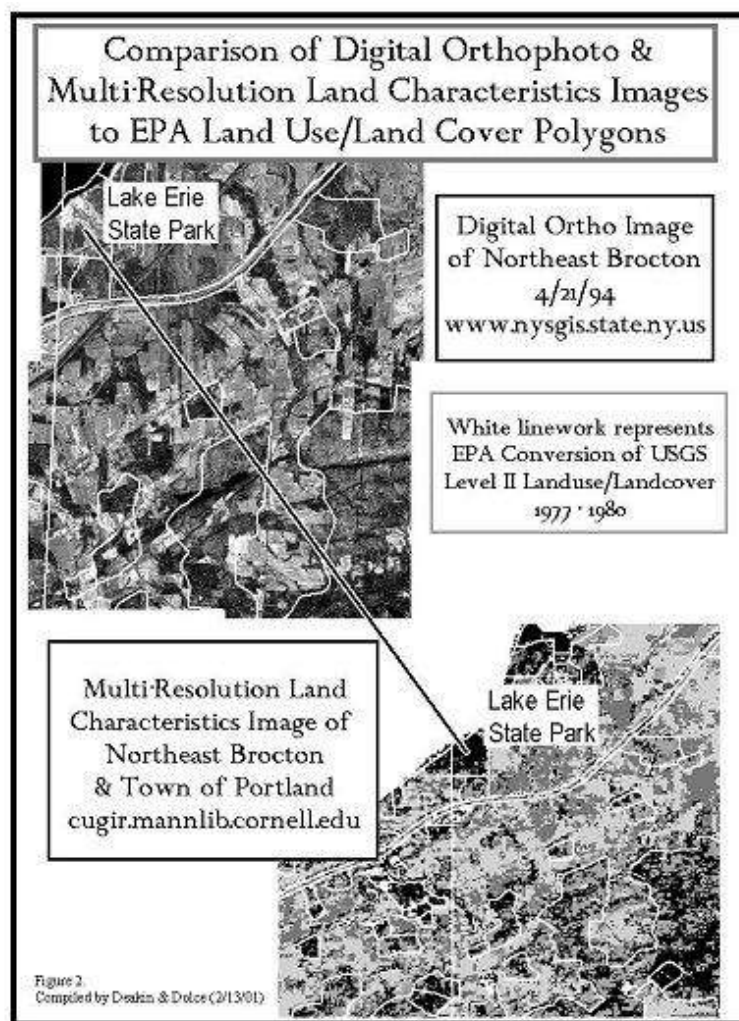 Comparison of Digital Orthophoto &
Multi-Resolution Land Characteristics Images
to EPA Land Use/Land Cover Polygons
Lake Erie
State Park
Digital Ortho Image
of Northeast Brocton
4/21/94
www.nysgis.state.ny.us
White linework represents
EPA Conversion of USGS
Level II Landuse/Landcover
1977 - 1980
Multi-Resolution Land
Characteristics Image of
Northeast Brocton
& Town of Portland
cugir.mannlib.cornell.edu
Lake Erie
State Park
Figure 2.
Compiled by Deakin & Dolce (2/13/01)